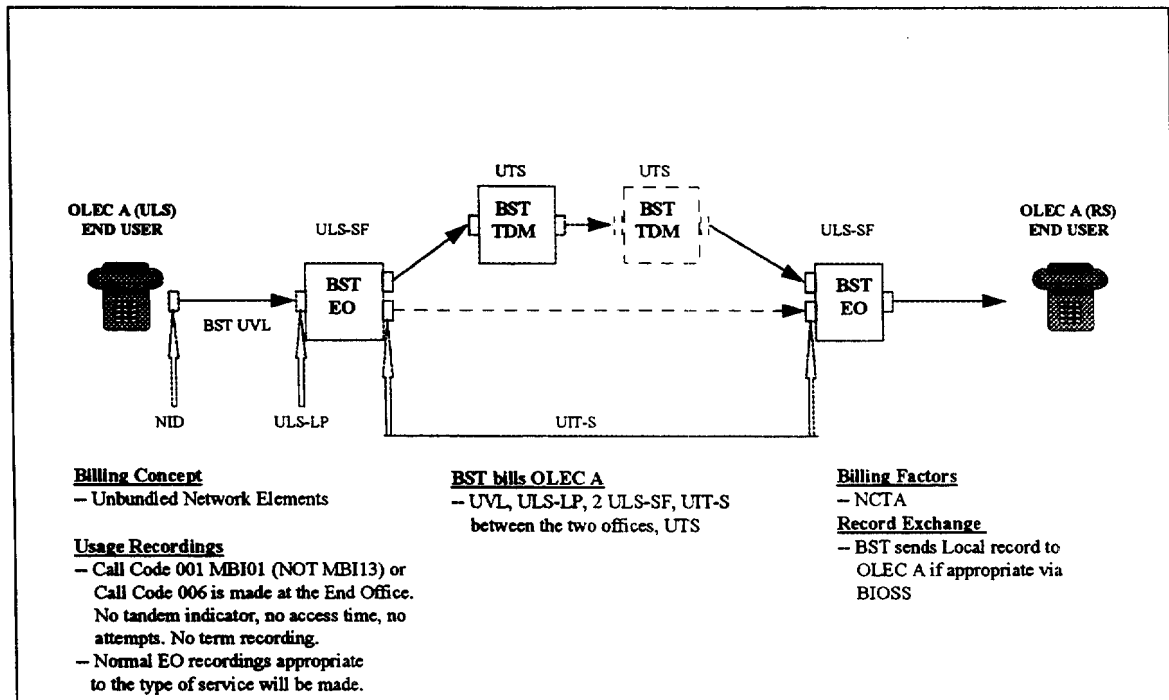 UTS
UTS
OLEC A (ULS)
END USER
ULS-SF
BST
TDM
BST
TDM
ULS-SF
OLEC A (RS)
END USER
BST
EO
BST
EO
BST UVL
NID
ULS-LP
UIT-S
Billing Concept
– Unbundled Network Elements
Usage Recordings
– Call Code 001 MBI01 (NOT MBI13) or
Call Code 006 is made at the End Office.
No tandem indicator, no access time, no
attempts. No term recording.
– Normal EO recordings appropriate
to the type of service will be made.
BST bills OLEC A
– UVL, ULS-LP, 2 ULS-SF, UIT-S
between the two offices, UTS
Billing Factors
– NCTA
Record Exchange
– BST sends Local record to
OLEC A if appropriate via
BIOSS